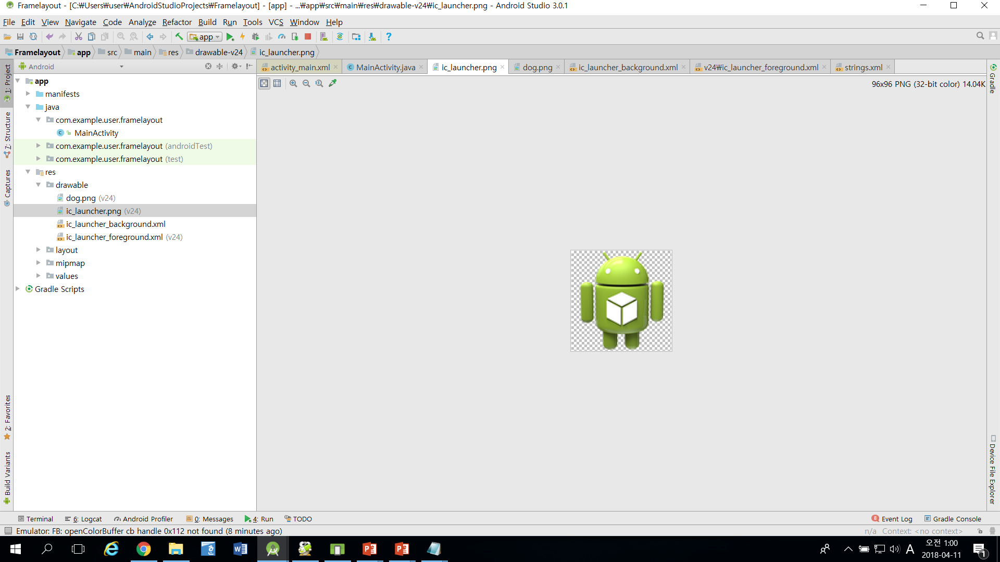 Framelayout - [C:₩Users₩user₩AndroidStudioProjects₩Framelayout] - [app] - ...₩app₩src₩main₩res₩drawable-v24₩ic_launcher.png - Android Studio 3.0.1
File Edit View Navigate Code Analyze Refactor Build Run Tools VCS Window Help
app
Framelayout app src main res drawable-v24 ic_launcher.png
Android
activity_main.xml MainActivity.java ic_launcher.png dog.png ic_launcher_background.xml v24₩ic_launcher_foreground.xml strings.xml
96x96 PNG (32-bit color) 14.04K
1: Project
7: Structure
Captures
2: Favorites
Build Variants
app
manifests
java
com.example.user.framelayout
MainActivity
com.example.user.framelayout (androidTest)
com.example.user.framelayout (test)
res
drawable
dog.png (v24)
ic_launcher.png (v24)
ic_launcher_background.xml
ic_launcher_foreground.xml (v24)
layout
mipmap
values
Gradle Scripts
Gradle
Device File Explorer
Terminal 6: Logcat Android Profiler 0: Messages 4: Run TODO 8 Event Log Gradle Console
Emulator: FB: openColorBuffer cb handle 0x112 not found (8 minutes ago) n/a Context: <no context>
A 오전 1:00
2018-04-11
1